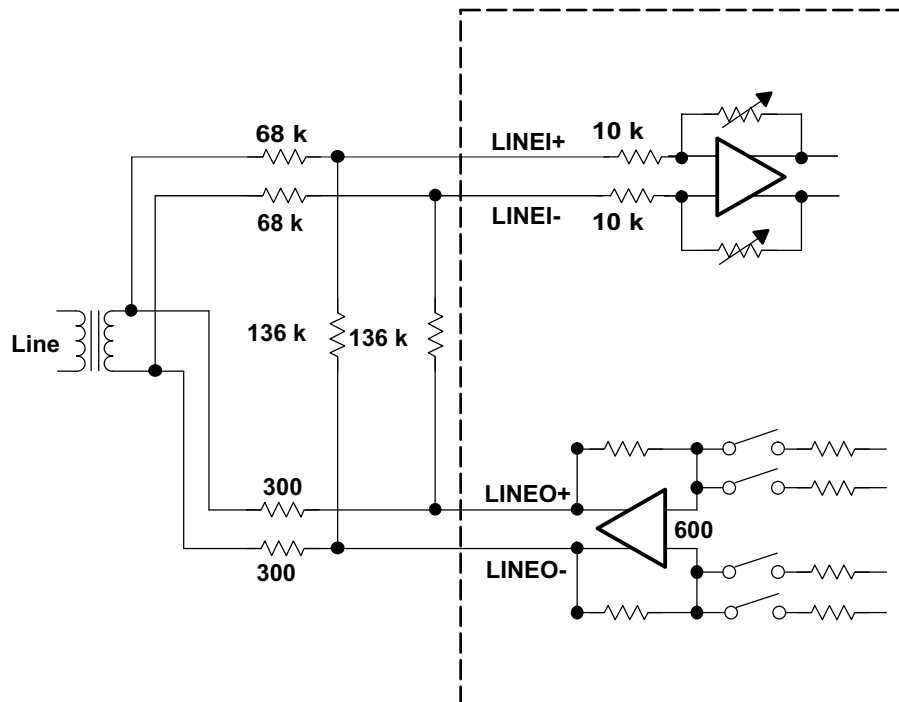 68 k
LINEI+
10 k
68 k
LINEI-
10 k
Line
136 k
136 k
300
LINEO+
600
300
LINEO-